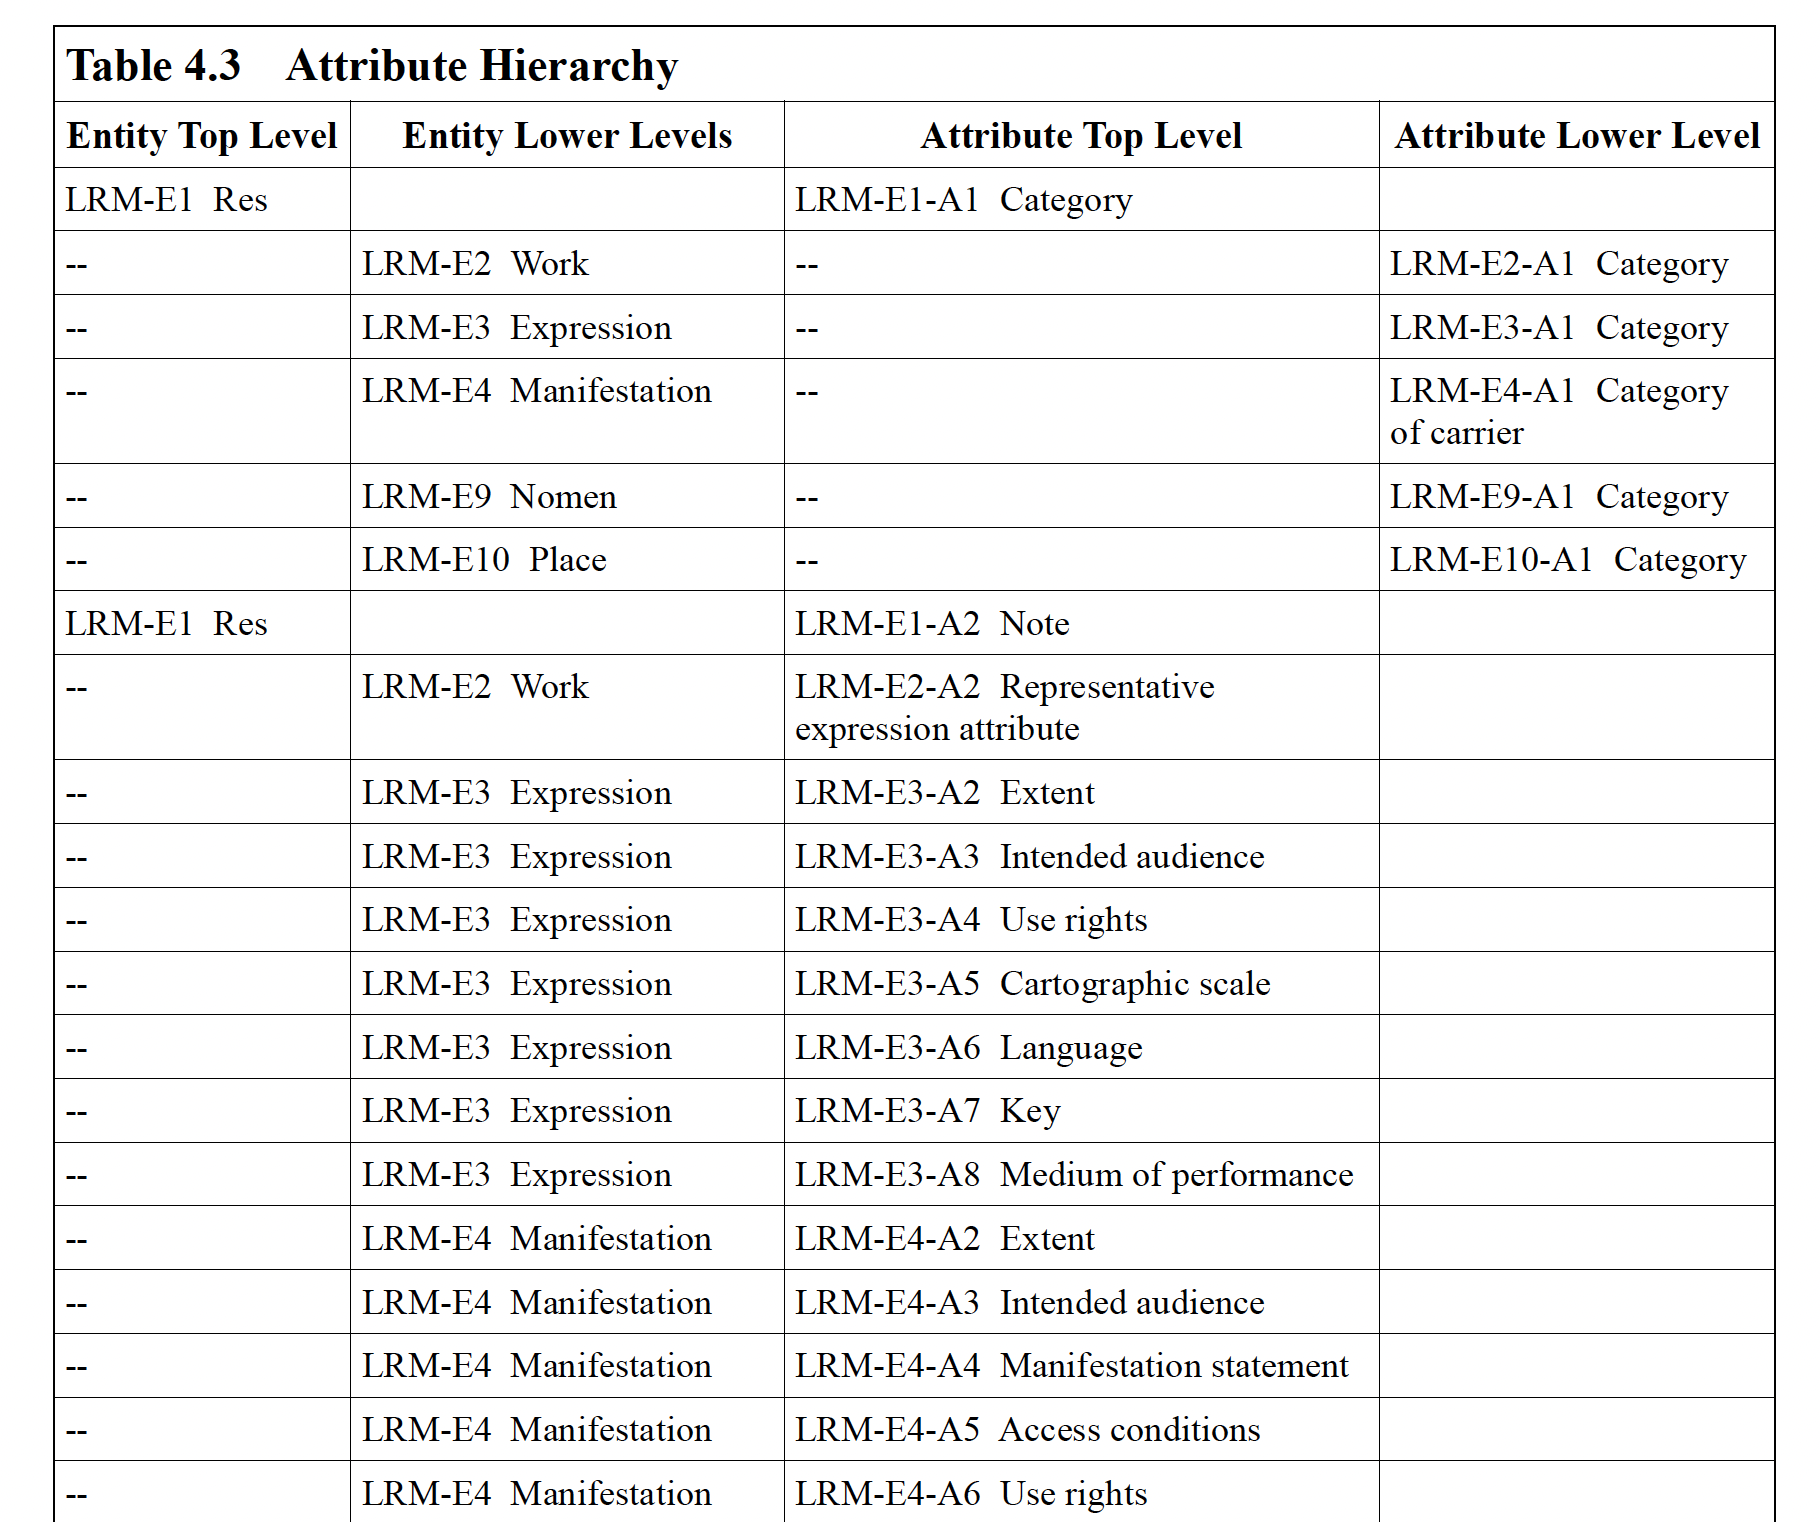 Table 4.3 Attribute Hierarchy
Entity Top Level Entity Lower Levels Attribute Top Level Attribute Lower Level
LRM-E1 Res LRM-E1-A1 Category
-- LRM-E2 Work -- LRM-E2-A1 Category
-- LRM-E3 Expression -- LRM-E3-A1 Category
-- LRM-E4 Manifestation -- LRM-E4-A1 Category
of carrier
-- LRM-E9 Nomen -- LRM-E9-A1 Category
-- LRM-E10 Place -- LRM-E10-A1 Category
LRM-E1 Res LRM-E1-A2 Note
-- LRM-E2 Work LRM-E2-A2 Representative
expression attribute
-- LRM-E3 Expression LRM-E3-A2 Extent
-- LRM-E3 Expression LRM-E3-A3 Intended audience
-- LRM-E3 Expression LRM-E3-A4 Use rights
-- LRM-E3 Expression LRM-E3-A5 Cartographic scale
-- LRM-E3 Expression LRM-E3-A6 Language
-- LRM-E3 Expression LRM-E3-A7 Key
-- LRM-E3 Expression LRM-E3-A8 Medium of performance
-- LRM-E4 Manifestation LRM-E4-A2 Extent
-- LRM-E4 Manifestation LRM-E4-A3 Intended audience
-- LRM-E4 Manifestation LRM-E4-A4 Manifestation statement
-- LRM-E4 Manifestation LRM-E4-A5 Access conditions
-- LRM-E4 Manifestation LRM-E4-A6 Use rights